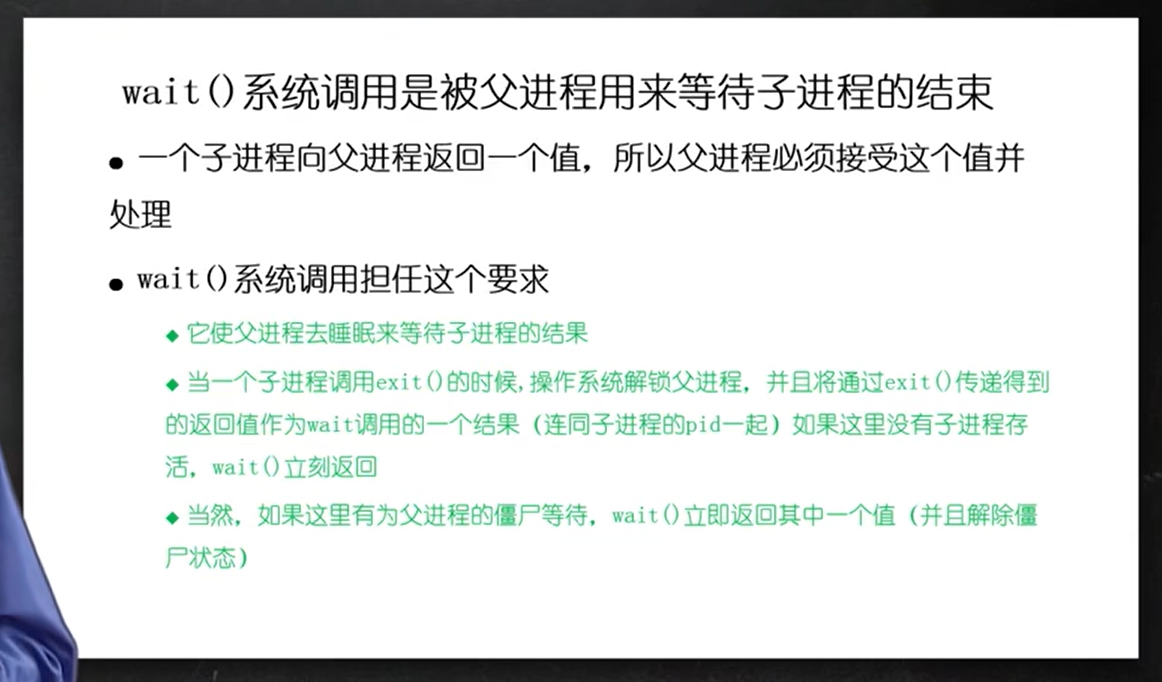 wait()系统调用是被父进程用来等待子进程的结束
● 一个子进程向父进程返回一个值，所以父进程必须接受这个值并
处理
● wait()系统调用担任这个要求
◆ 它使父进程去睡眠来等待子进程的结果
◆ 当一个子进程调用exit()的时候,操作系统解锁父进程，并且将通过exit()传递得到
的返回值作为wait调用的一个结果（连同子进程的pid一起）如果这里没有子进程存
活，wait()立刻返回
◆ 当然，如果这里有为父进程的僵尸等待，wait()立即返回其中一个值（并且解除僵
尸状态）